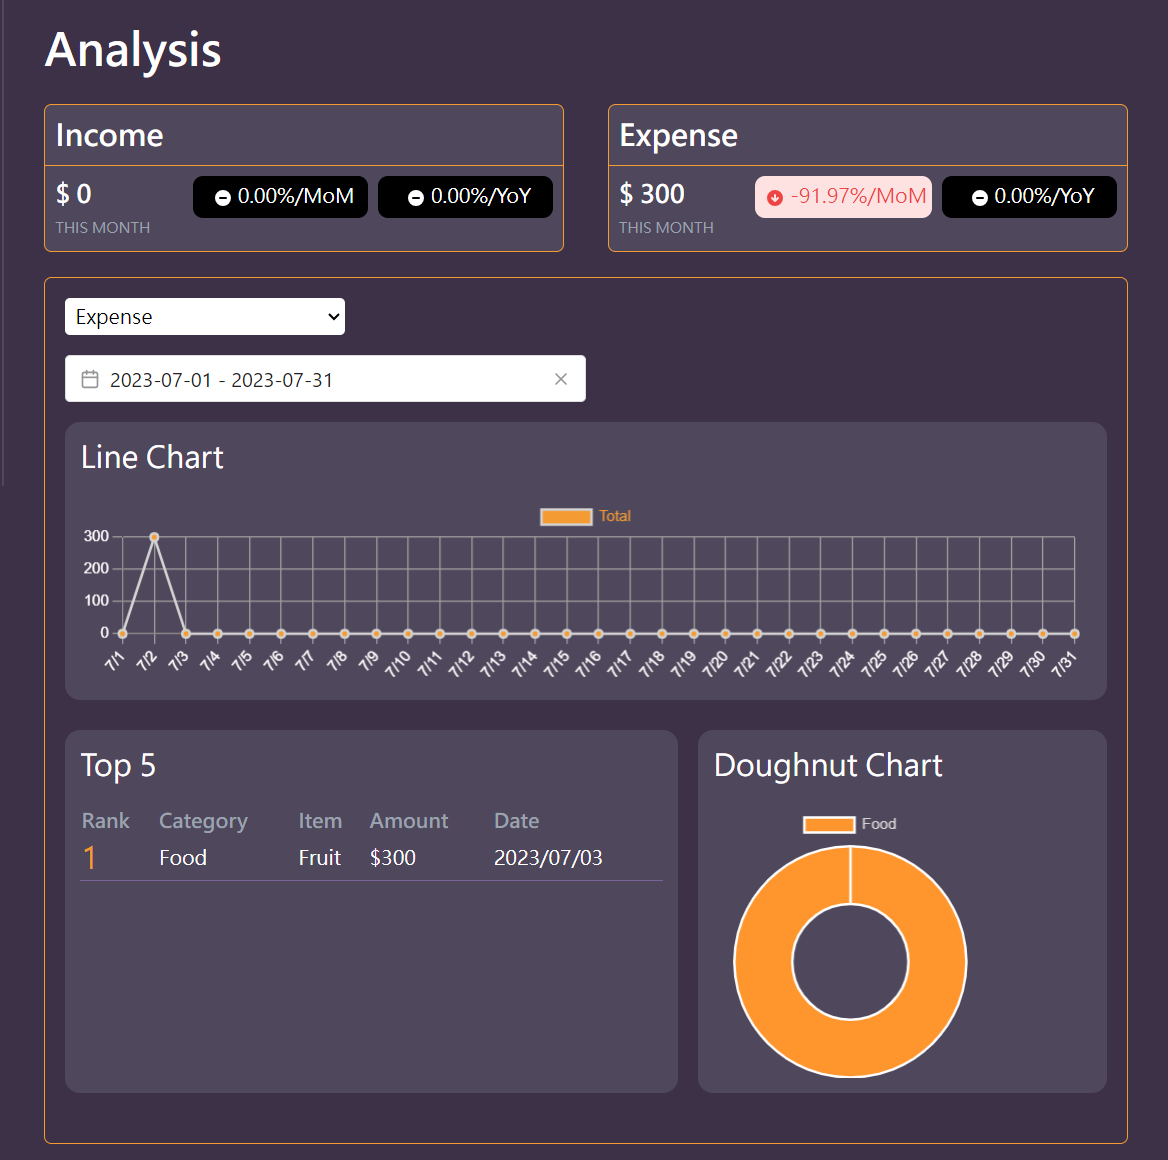 Analysis
Income
$ 0
0.00%/MoM
0.00%/YoY
THIS MONTH
Expense
$ 300
-91.97%/MoM
0.00%/YoY
THIS MONTH
Expense
2023-07-01 - 2023-07-31
Line Chart
Total
300
200
100
0
7/1 7/2 7/3 7/4 7/5 7/6 7/7 7/8 7/9 7/10 7/11 7/12 7/13 7/14 7/15 7/16 7/17 7/18 7/19 7/20 7/21 7/22 7/23 7/24 7/25 7/26 7/27 7/28 7/29 7/30 7/31
Top 5
Rank Category Item Amount Date
1 Food Fruit $300 2023/07/03
Doughnut Chart
Food